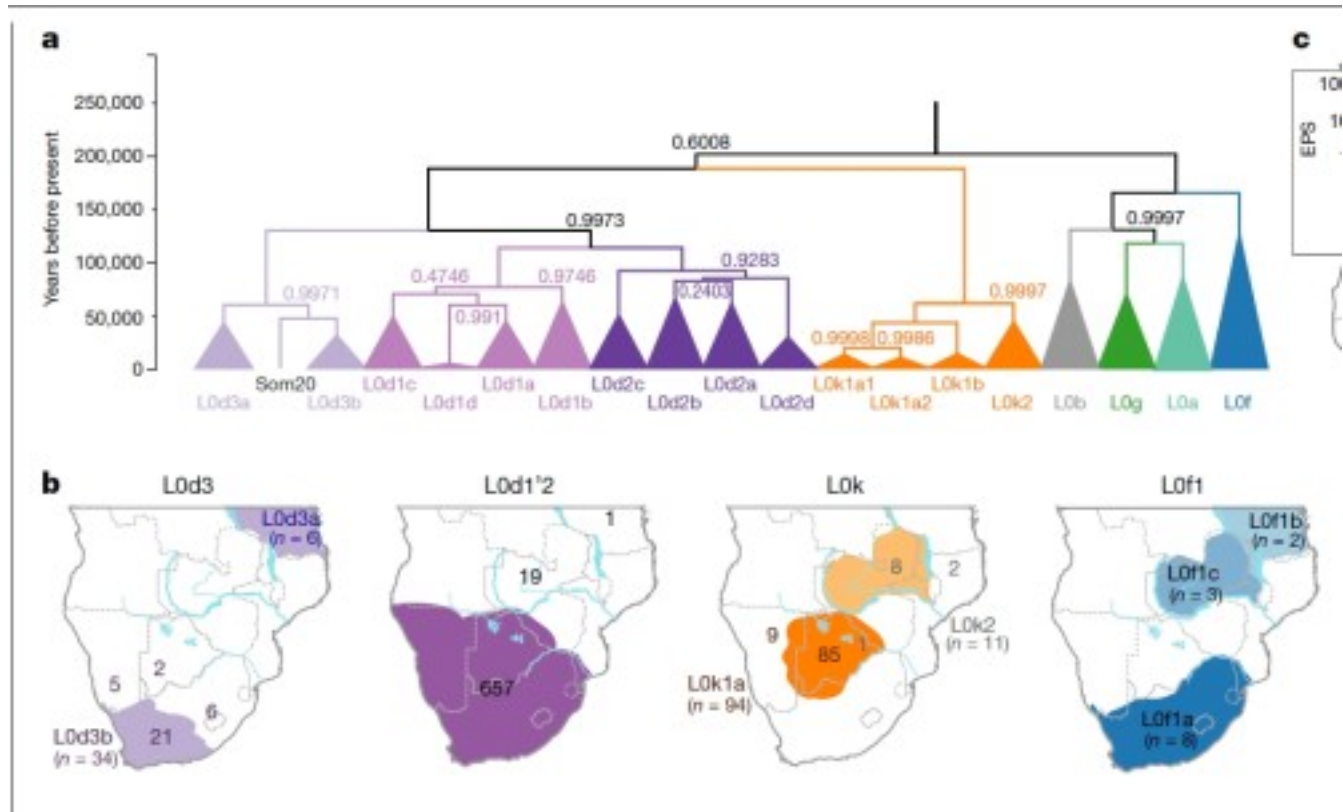 a
c
250,000
200,000
150,000
100,000
50,000
0
Years before present
0.6008
0.9973
0.9997
0.9283
0.4746
0.9746
0.9971
0.2403
0.991
0.9997
0.9998
0.9986
Som20
L0d1c
L0d1a
L0d2c
L0d2a
L0k1a1
L0k1b
L0b
L0g
L0a
L0f
L0d3a
L0d3b
L0d1d
L0d1b
L0d2b
L0d2d
L0k1a2
L0k2
EPS
b
L0d3
L0d1'2
L0k
L0f1
L0d3a
(n = 6)
5
2
6
21
L0d3b
(n = 34)
1
19
657
8
2
9
1
85
L0k2
(n = 11)
L0k1a
(n = 94)
L0f1b
(n = 2)
L0f1c
(n = 3)
L0f1a
(n = 8)